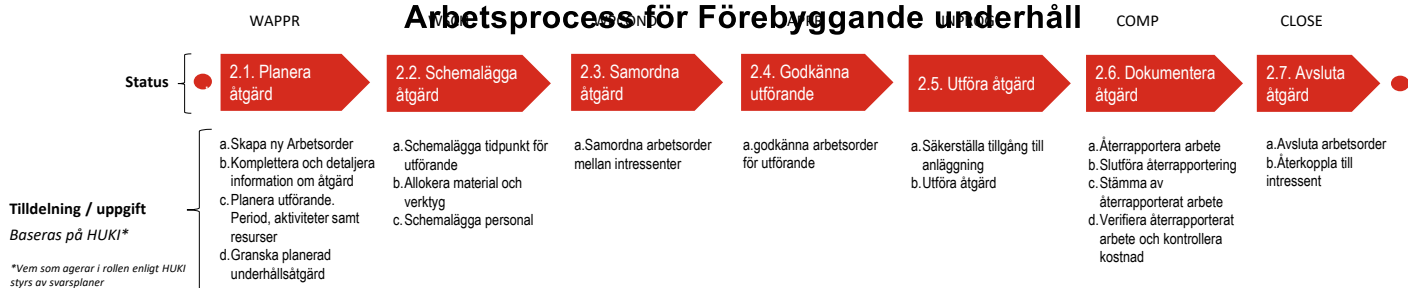 Arbetsprocess för Förebyggande underhåll
WAPPR
WSCH
WPCOND
APPR
INPROG
COMP
CLOSE
Status
2.1. Planera
åtgärd
2.2. Schemalägga
åtgärd
2.3. Samordna
åtgärd
2.4. Godkänna
utförande
2.5. Utföra åtgärd
2.6. Dokumentera
åtgärd
2.7. Avsluta
åtgärd
Tilldelning / uppgift
Baseras på HUKI*
*Vem som agerar i rollen enligt HUKI
styrs av svarsplaner
a. Skapa ny Arbetsorder
b. Komplettera och detaljera
information om åtgärd
c. Planera utförande.
Period, aktiviteter samt
resurser
d. Granska planerad
underhållsåtgärd
a. Schemalägga tidpunkt för
utförande
b. Allokera material och
verktyg
c. Schemalägga personal
a. Samordna arbetsorder
mellan intressenter
a. godkänna arbetsorder
för utförande
a. Säkerställa tillgång till
anläggning
b. Utföra åtgärd
a. Återrapportera arbete
b. Slutföra återrapportering
c. Stämma av
återrapporterat arbete
d. Verifiera återrapporterat
arbete och kontrollera
kostnad
a. Avsluta arbetsorder
b. Återkoppla till
intressent